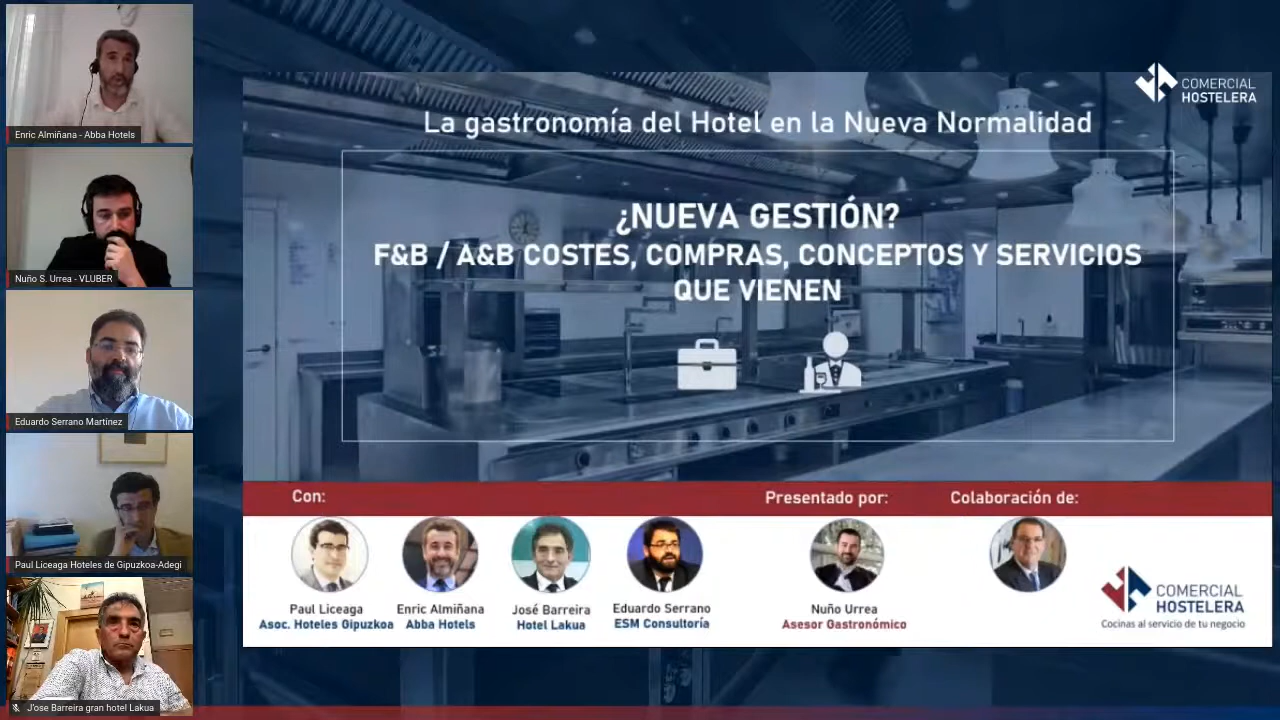 Enric Almiñana - Abba Hotels
Nuño S. Urrea - VLUBER
Eduardo Serrano Martínez
Paul Liceaga Hoteles de Gipuzkoa-Adegi
J'ose Barreira gran hotel Lakua
COMERCIAL
HOSTELERA
La gastronomía del Hotel en la Nueva Normalidad
¿NUEVA GESTIÓN?
F&B / A&B COSTES, COMPRAS, CONCEPTOS Y SERVICIOS
QUE VIENEN
Con:
Presentado por:
Colaboración de:
Paul Liceaga
Asoc. Hoteles Gipuzkoa
Enric Almiñana
Abba Hotels
José Barreira
Hotel Lakua
Eduardo Serrano
ESM Consultoría
Nuño Urrea
Asesor Gastronómico
COMERCIAL
HOSTELERA
Cocinas al servicio de tu negocio